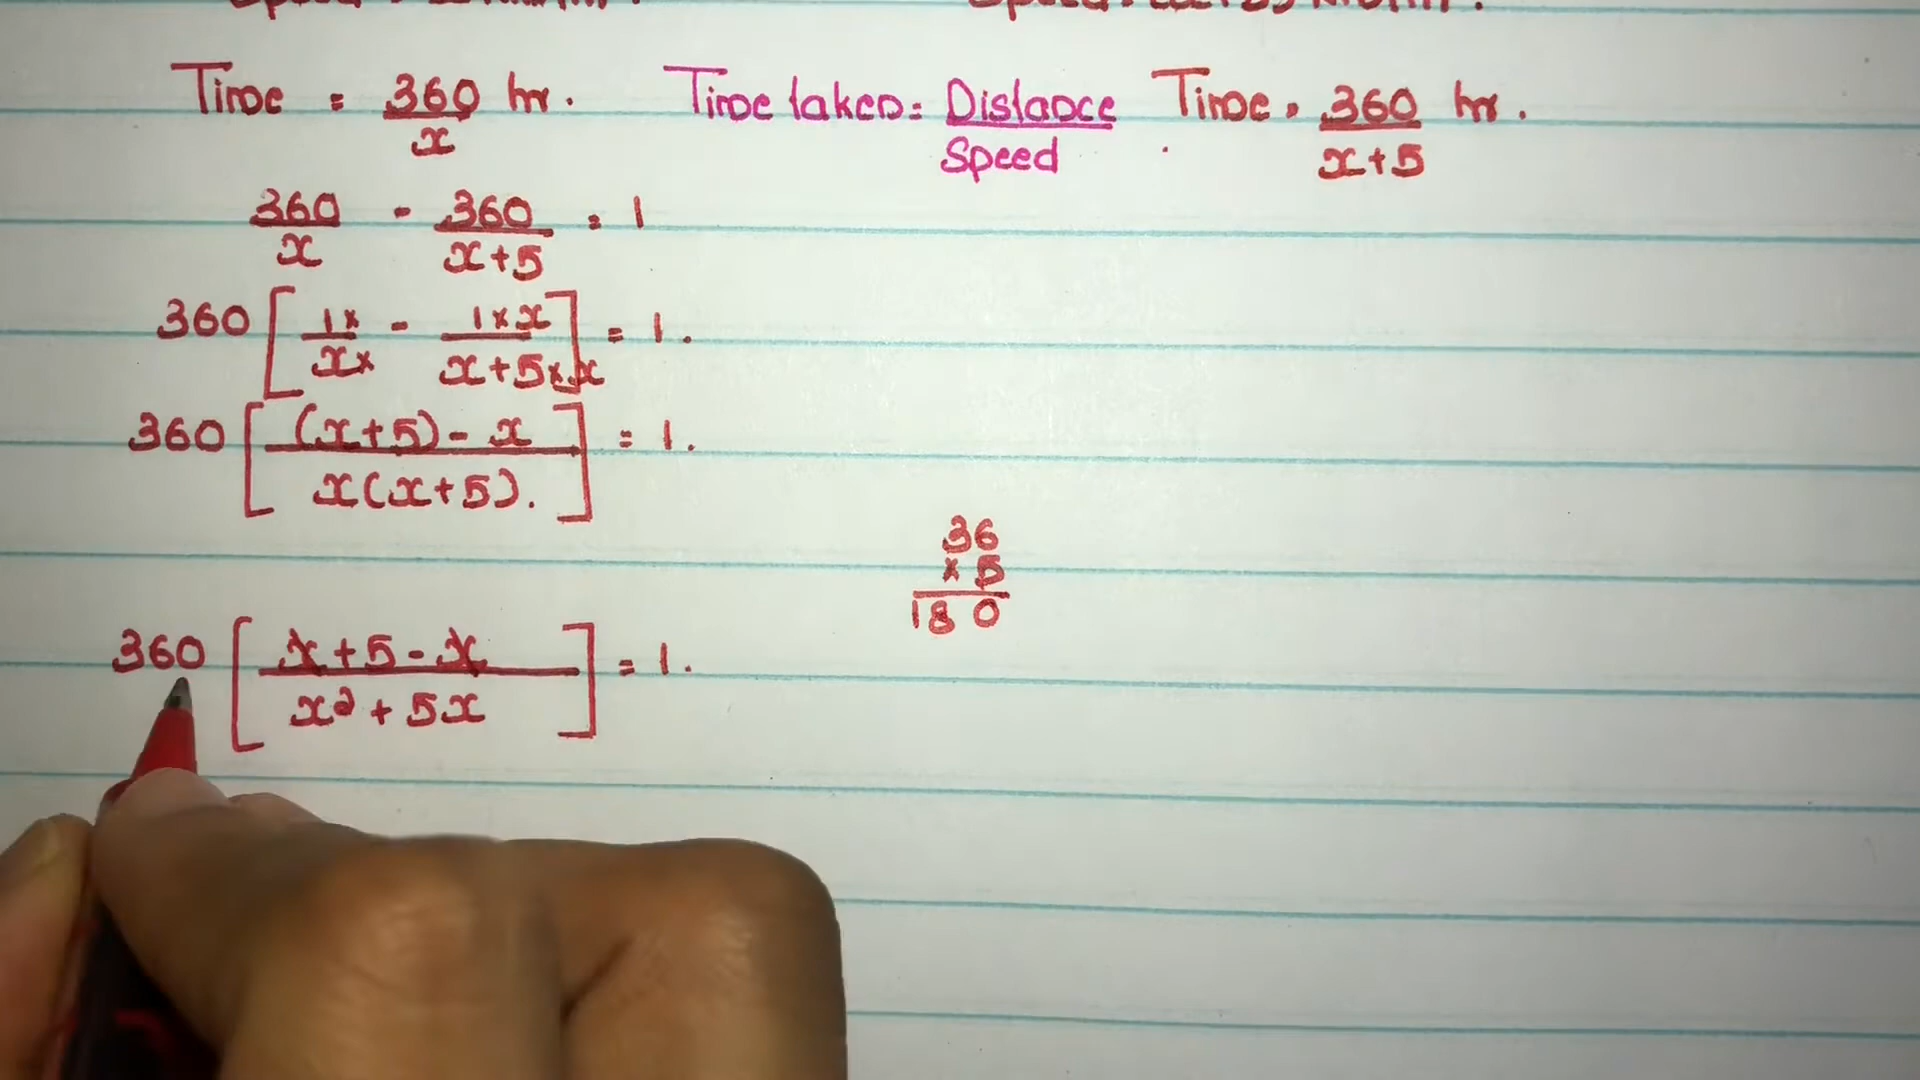 Time = 360/x hr. Time taken = Distance/Speed Time = 360/x+5 hr.
360/x - 360/x+5 = 1
360 [ 1×/x× - 1×x/x+5×x ] = 1.
360 [ (x+5) - x / x(x+5). ] = 1.
36
× 5
180
360 [ x+5-x / x²+5x ] = 1.